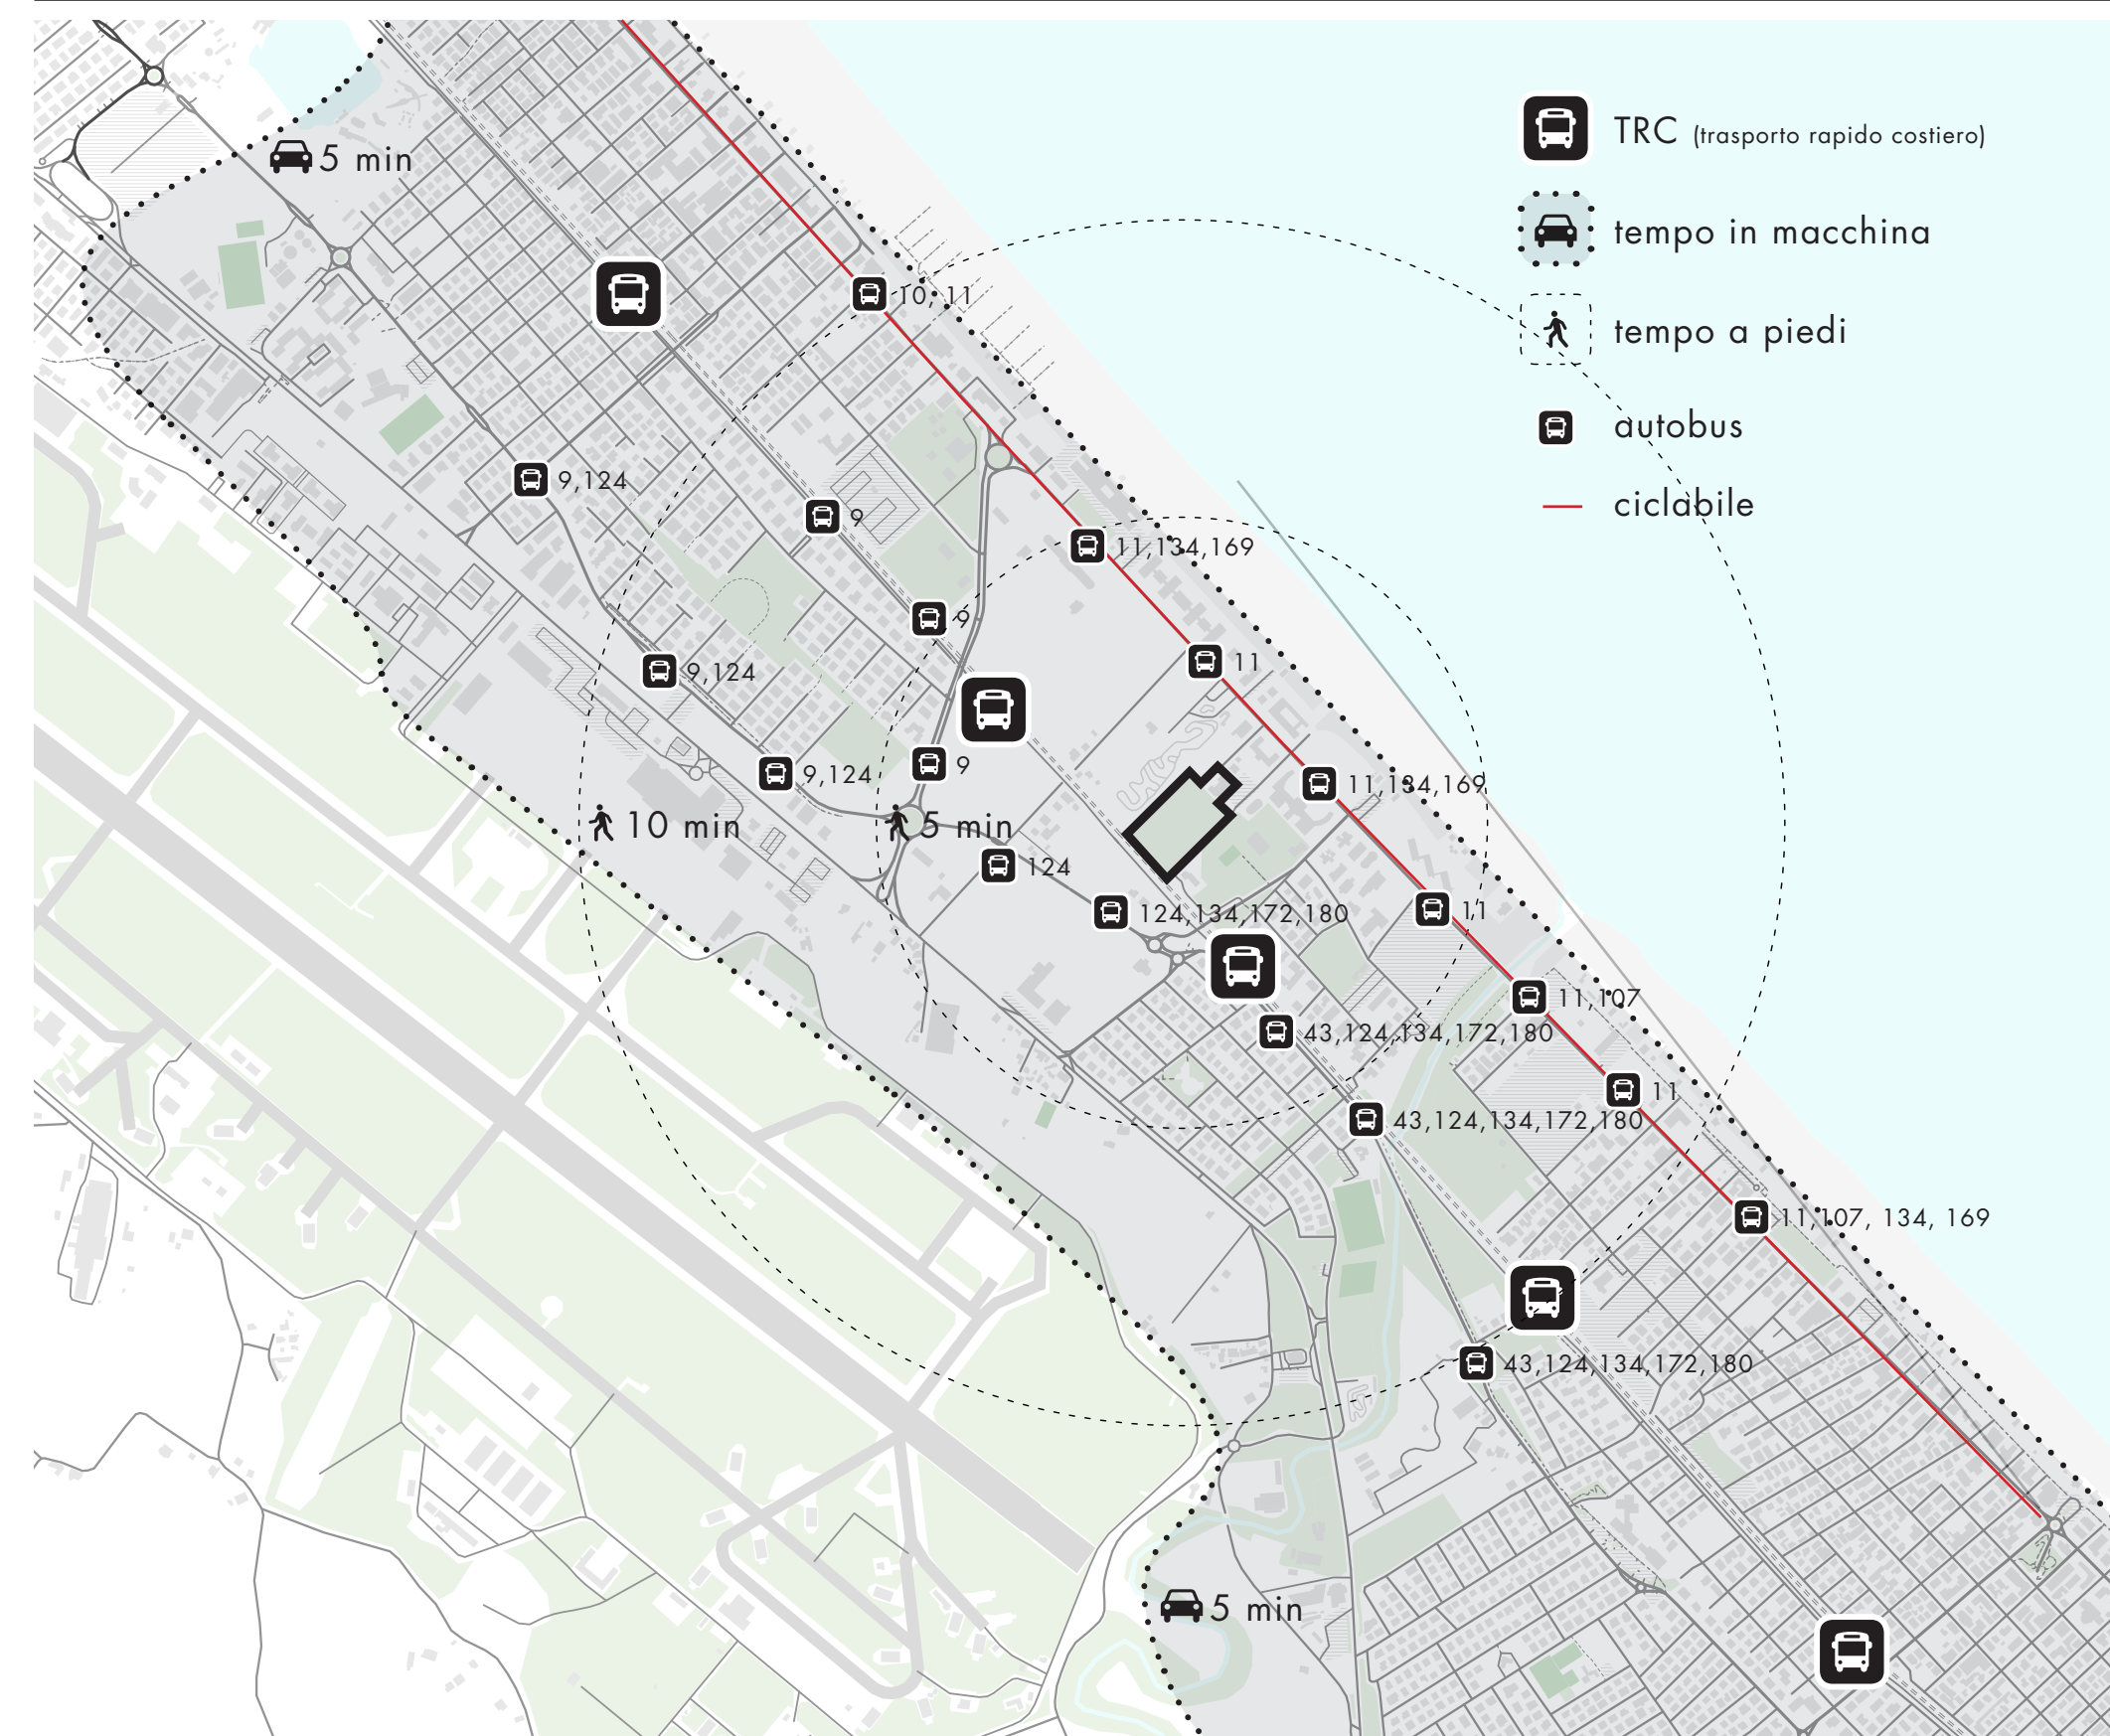 TRC (trasporto rapido costiero)
5 min
tempo in macchina
10, 11
tempo a piedi
autobus
9,124
ciclabile
9
11,134,169
9
11
9,124
9
9,124
11,134,169
10 min
5 min
124
11
124,134,172,180
11,107
43,124,134,172,180
11
43,124,134,172,180
11,107, 134, 169
43,124,134,172,180
5 min